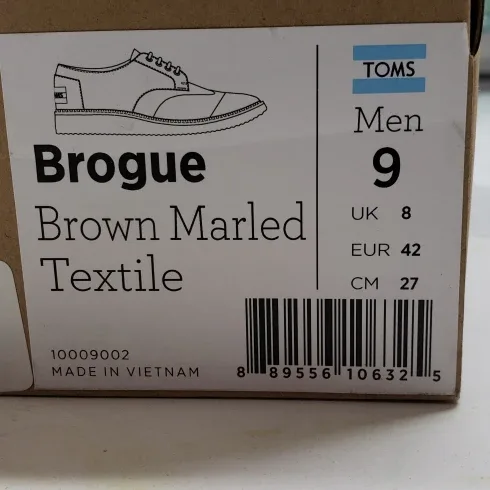 TOMS
Men
9
UK 8
EUR 42
CM 27
Brogue
Brown Marled
Textile
10009002
MADE IN VIETNAM
8 89556 10632 5